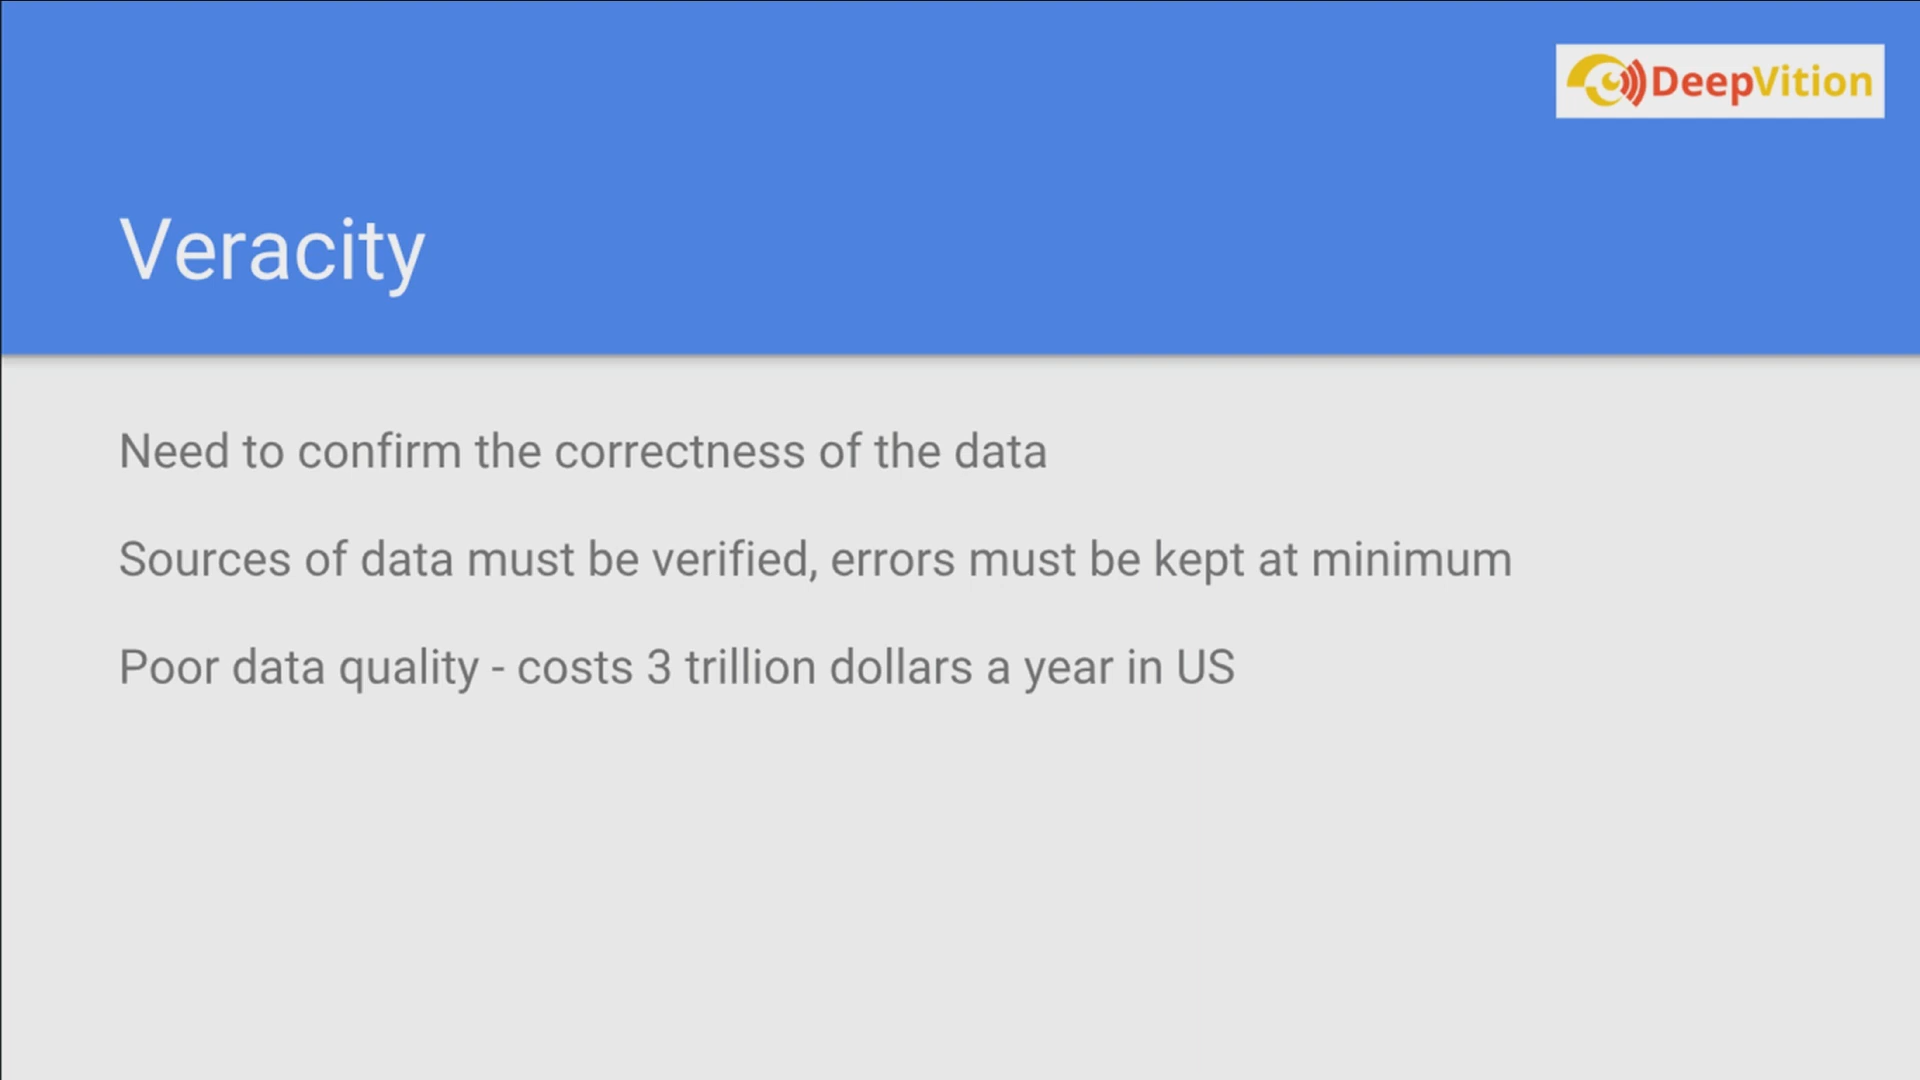 DeepVition
Veracity
Need to confirm the correctness of the data
Sources of data must be verified, errors must be kept at minimum
Poor data quality - costs 3 trillion dollars a year in US